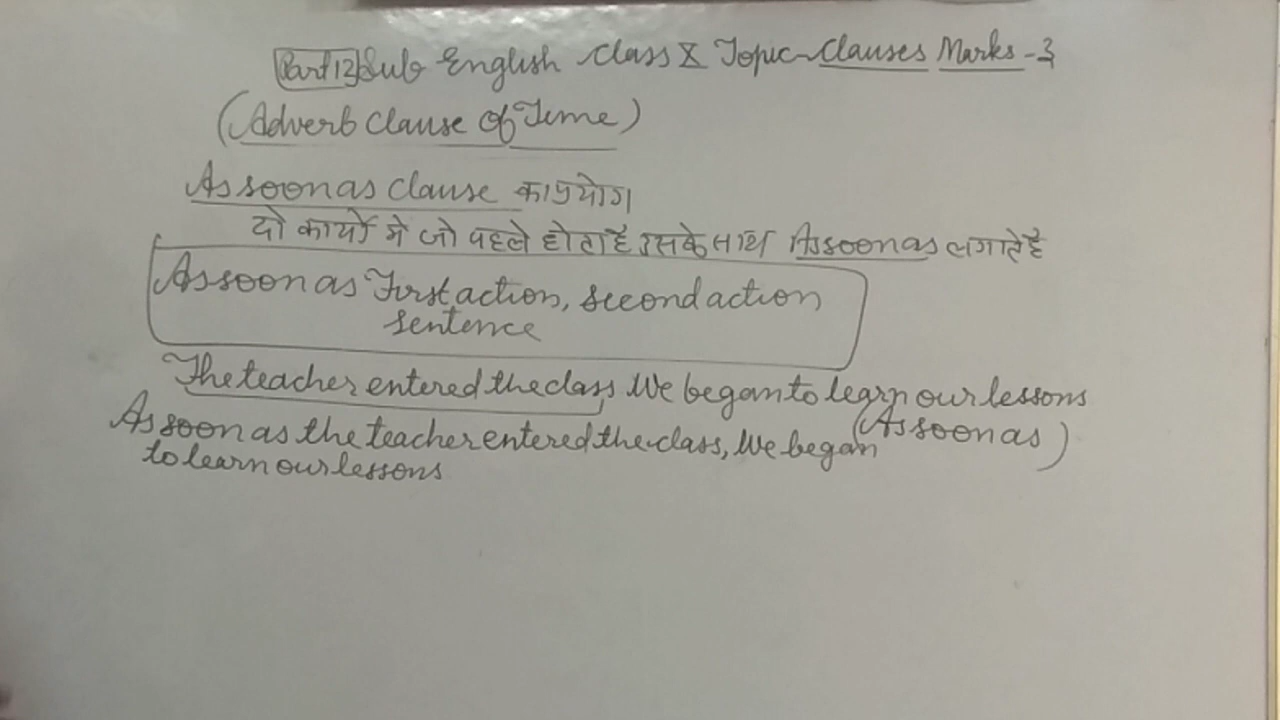 Part 12 Sub English Class X Topic - Clauses Marks - 3
(Adverb Clause Of Time)
As soon as clause का प्रयोग
दो कार्यो मे जो पहले होता है उसके साथ As soon as लगाते है
As soon as First action, second action
sentence
The teacher entered the class. We began to learn our lessons
(As soon as)
As soon as the teacher entered the class, We began
to learn our lessons